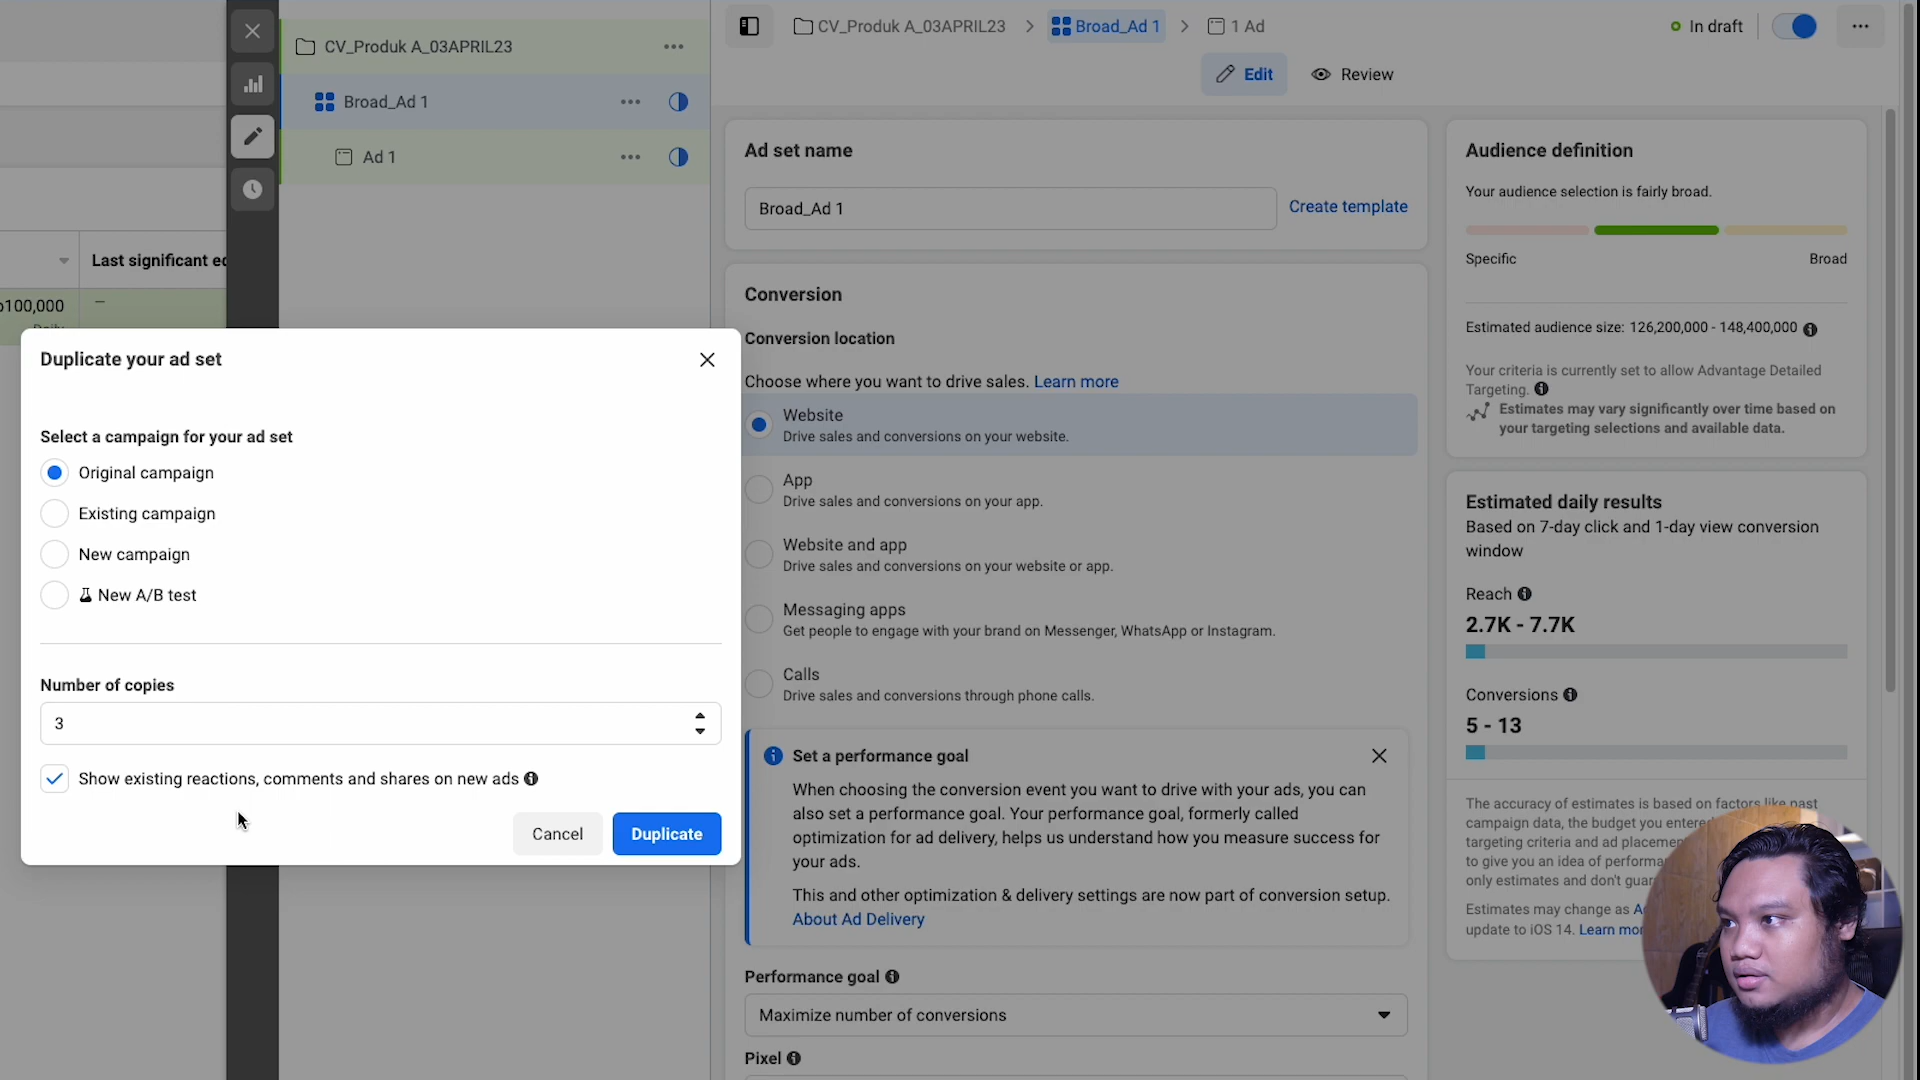 CV_Produk A_03APRIL23
Broad_Ad 1
Ad 1
CV_Produk A_03APRIL23
Broad_Ad 1
1 Ad
In draft
Edit
Review
Last significant
100,000
Ad set name
Broad_Ad 1
Create template
Conversion
Conversion location
Choose where you want to drive sales. Learn more
Website
Drive sales and conversions on your website.
App
Drive sales and conversions on your app.
Website and app
Drive sales and conversions on your website or app.
Messaging apps
Get people to engage with your brand on Messenger, WhatsApp or Instagram.
Calls
Drive sales and conversions through phone calls.
Set a performance goal
When choosing the conversion event you want to drive with your ads, you can
also set a performance goal. Your performance goal, formerly called
optimization for ad delivery, helps us understand how you measure success for
your ads.
This and other optimization & delivery settings are now part of conversion setup.
About Ad Delivery
Performance goal
Maximize number of conversions
Pixel
Duplicate your ad set
Select a campaign for your ad set
Original campaign
Existing campaign
New campaign
New A/B test
Number of copies
3
Show existing reactions, comments and shares on new ads
Cancel
Duplicate
Audience definition
Your audience selection is fairly broad.
Specific
Broad
Estimated audience size: 126,200,000 - 148,400,000
Your criteria is currently set to allow Advantage Detailed
Targeting.
Estimates may vary significantly over time based on
your targeting selections and available data.
Estimated daily results
Based on 7-day click and 1-day view conversion
window
Reach
2.7K - 7.7K
Conversions
5 - 13
The accuracy of estimates is based on factors like past
campaign data, the budget you entered
targeting criteria and ad placemen
to give you an idea of performa
only estimates and don't
Estimates may change as
update to iOS 14. Learn